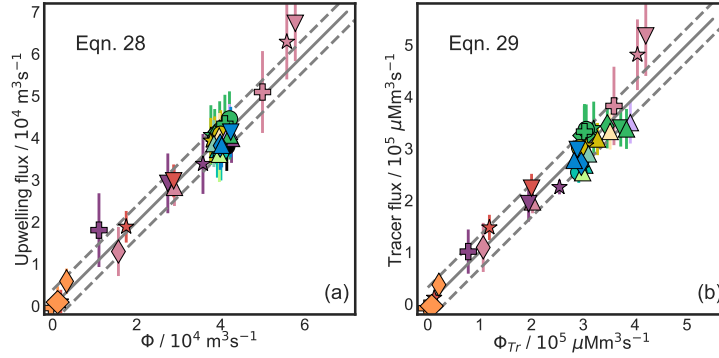 Eqn. 28
Upwelling flux / 10⁴ m³s⁻¹
7
6
5
4
3
2
1
0
0 2 4 6
Φ / 10⁴ m³s⁻¹
(a)
Eqn. 29
Tracer flux / 10⁵ μMm³s⁻¹
5
4
3
2
1
0
0 1 2 3 4 5
Φ_Tr / 10⁵ μMm³s⁻¹
(b)